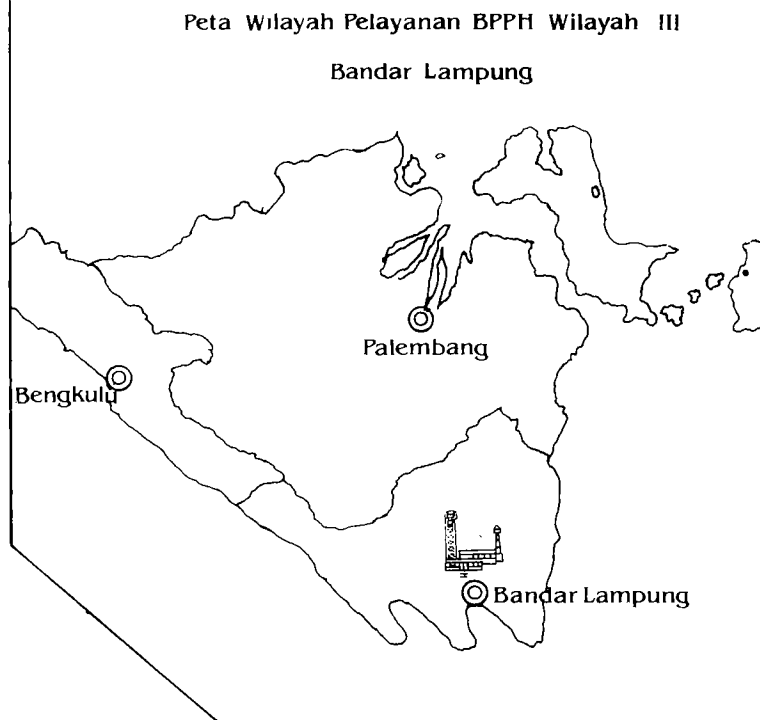 Peta Wilayah Pelayanan BPPH Wilayah III
Bandar Lampung
Palembang
Bengkulu
Bandar Lampung